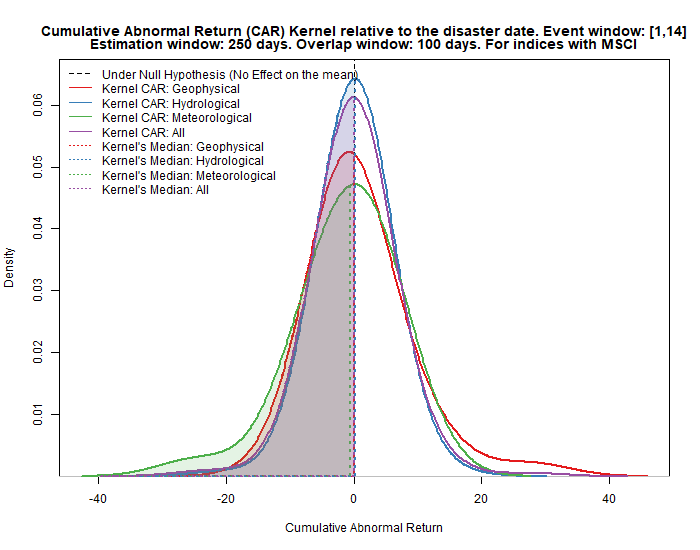 Cumulative Abnormal Return (CAR) Kernel relative to the disaster date. Event window: [1,14]
Estimation window: 250 days. Overlap window: 100 days. For indices with MSCI
Under Null Hypothesis (No Effect on the mean)
Kernel CAR: Geophysical
Kernel CAR: Hydrological
Kernel CAR: Meteorological
Kernel CAR: All
Kernel's Median: Geophysical
Kernel's Median: Hydrological
Kernel's Median: Meteorological
Kernel's Median: All
0.06
0.05
0.04
0.03
0.02
0.01
Density
-40 -20 0 20 40
Cumulative Abnormal Return